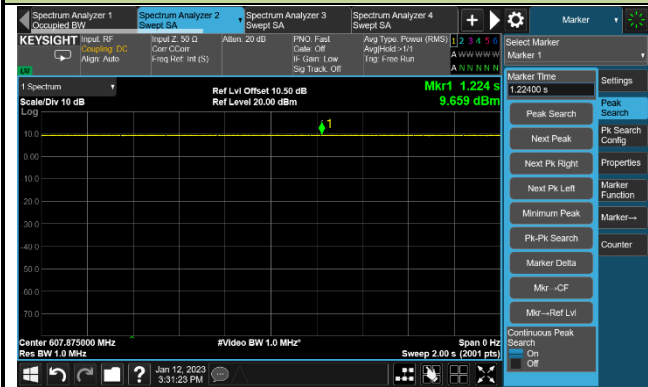 Spectrum Analyzer 1
Occupied BW
Spectrum Analyzer 2
Swept SA
Spectrum Analyzer 3
Swept SA
Spectrum Analyzer 4
Swept SA
Marker
KEYSIGHT
Input: RF
Coupling: DC
Align: Auto
Input Z: 50 Ω
Corr CCorr
Freq Ref: Int (S)
Atten: 20 dB
PNO: Fast
Gate: Off
IF Gain: Low
Sig Track: Off
Avg Type: Power (RMS)
Avg|Hold:>1/1
Trig: Free Run
1 2 3 4 5 6
A W W W W W
A N N N N N
LV
Select Marker
Marker 1
1 Spectrum
Scale/Div 10 dB
Log
Ref Lvl Offset 10.50 dB
Ref Level 20.00 dBm
Mkr1 1.224 s
9.659 dBm
1
10.0
0.00
-10.0
-20.0
-30.0
-40.0
-50.0
-60.0
-70.0
Center 607.875000 MHz
Res BW 1.0 MHz
#Video BW 1.0 MHz*
Span 0 Hz
Sweep 2.00 s (2001 pts)
Marker Time
1.22400 s
Peak Search
Next Peak
Next Pk Right
Next Pk Left
Minimum Peak
Pk-Pk Search
Marker Delta
Mkr→CF
Mkr→Ref Lvl
Continuous Peak
Search
On
Off
Settings
Peak
Search
Pk Search
Config
Properties
Marker
Function
Marker→
Counter
Jan 12, 2023
3:31:23 PM